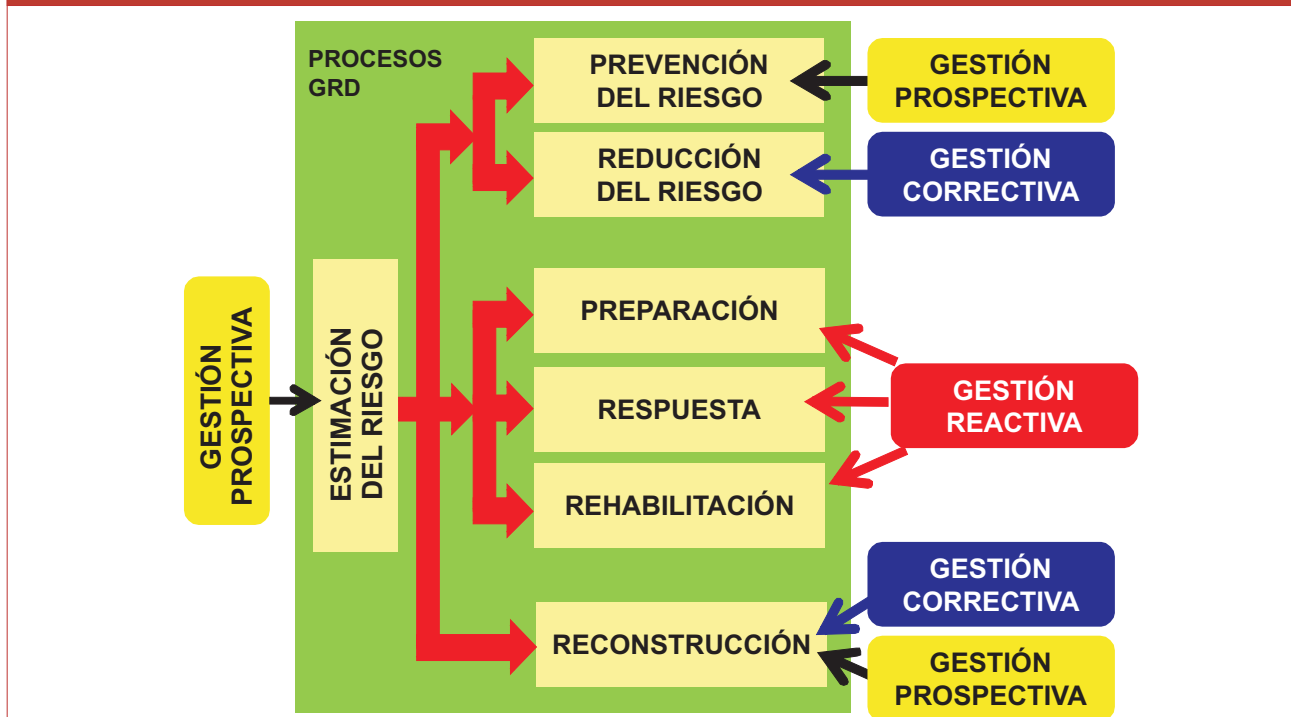 PROCESOS
GRD
PREVENCIÓN
DEL RIESGO
GESTIÓN
PROSPECTIVA
REDUCCIÓN
DEL RIESGO
GESTIÓN
CORRECTIVA
GESTIÓN
PROSPECTIVA
ESTIMACIÓN
DEL RIESGO
PREPARACIÓN
RESPUESTA
REHABILITACIÓN
GESTIÓN
REACTIVA
RECONSTRUCCIÓN
GESTIÓN
CORRECTIVA
GESTIÓN
PROSPECTIVA